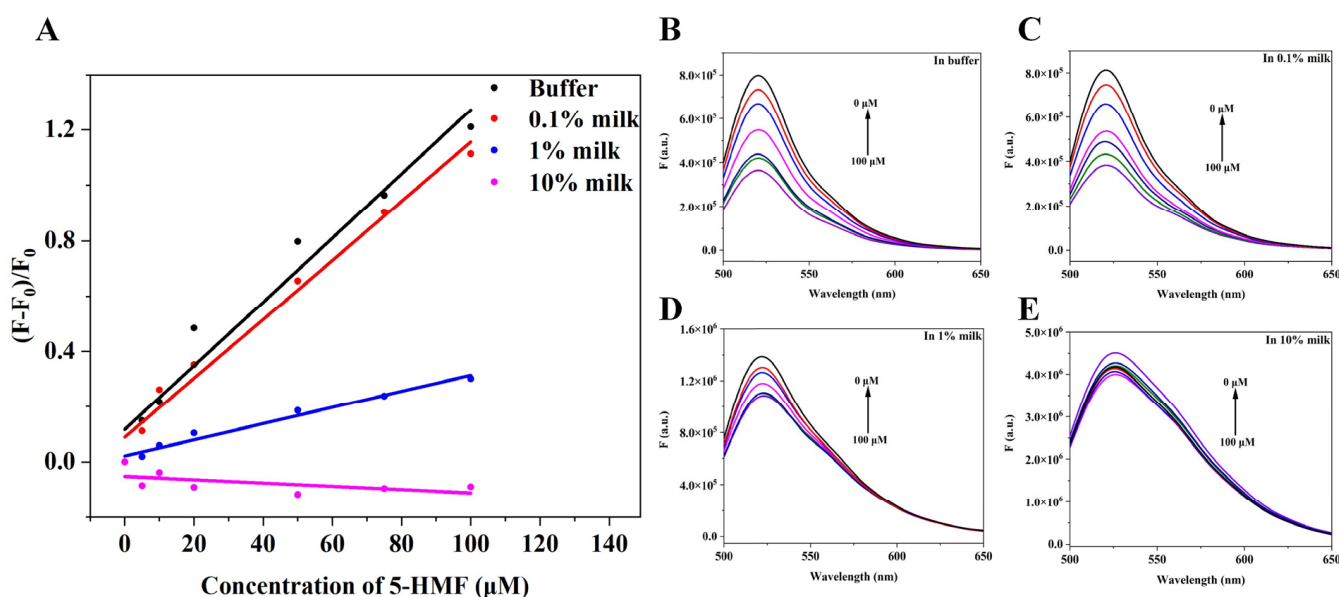 A
(F-F₀)/F₀
1.2
0.8
0.4
0.0
0
20
40
60
80
100
120
140
Concentration of 5-HMF (μM)
Buffer
0.1% milk
1% milk
10% milk
B
In buffer
F (a.u.)
8.0×10⁵
6.0×10⁵
4.0×10⁵
2.0×10⁵
0.0
0 μM
100 μM
500
550
600
650
Wavelength (nm)
C
In 0.1% milk
F (a.u.)
8.0×10⁵
6.0×10⁵
4.0×10⁵
2.0×10⁵
0.0
0 μM
100 μM
500
550
600
650
Wavelength (nm)
D
In 1% milk
F (a.u.)
1.6×10⁶
1.2×10⁶
8.0×10⁵
4.0×10⁵
0.0
0 μM
100 μM
500
550
600
650
Wavelength (nm)
E
In 10% milk
F (a.u.)
5.0×10⁶
4.0×10⁶
3.0×10⁶
2.0×10⁶
1.0×10⁶
0.0
0 μM
100 μM
500
550
600
650
Wavelength (nm)